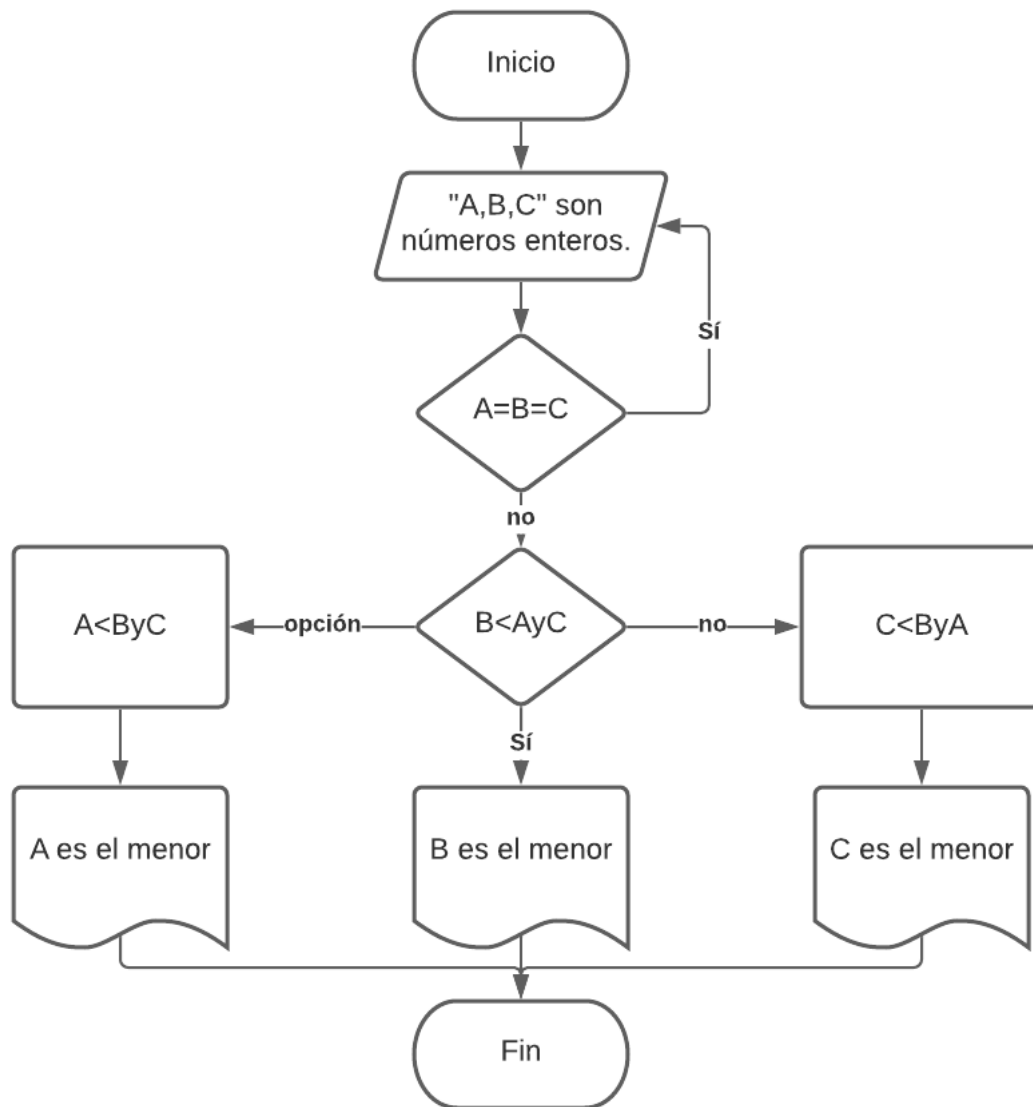 Inicio
"A,B,C" son
números enteros.
Sí
A=B=C
no
A<ByC
opción
B<AyC
no
C<ByA
Sí
A es el menor
B es el menor
C es el menor
Fin